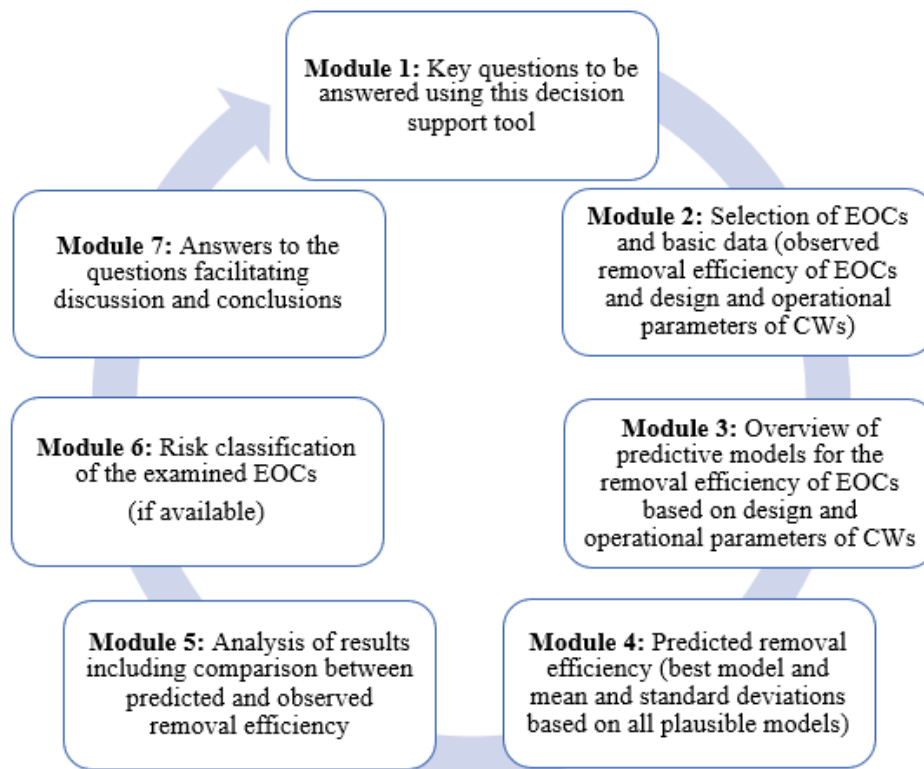 Module 1: Key questions to be
answered using this decision
support tool
Module 2: Selection of EOCs
and basic data (observed
removal efficiency of EOCs
and design and operational
parameters of CWs)
Module 3: Overview of
predictive models for the
removal efficiency of EOCs
based on design and
operational parameters of CWs
Module 4: Predicted removal
efficiency (best model and
mean and standard deviations
based on all plausible models)
Module 5: Analysis of results
including comparison between
predicted and observed
removal efficiency
Module 6: Risk classification
of the examined EOCs
(if available)
Module 7: Answers to the
questions facilitating
discussion and conclusions